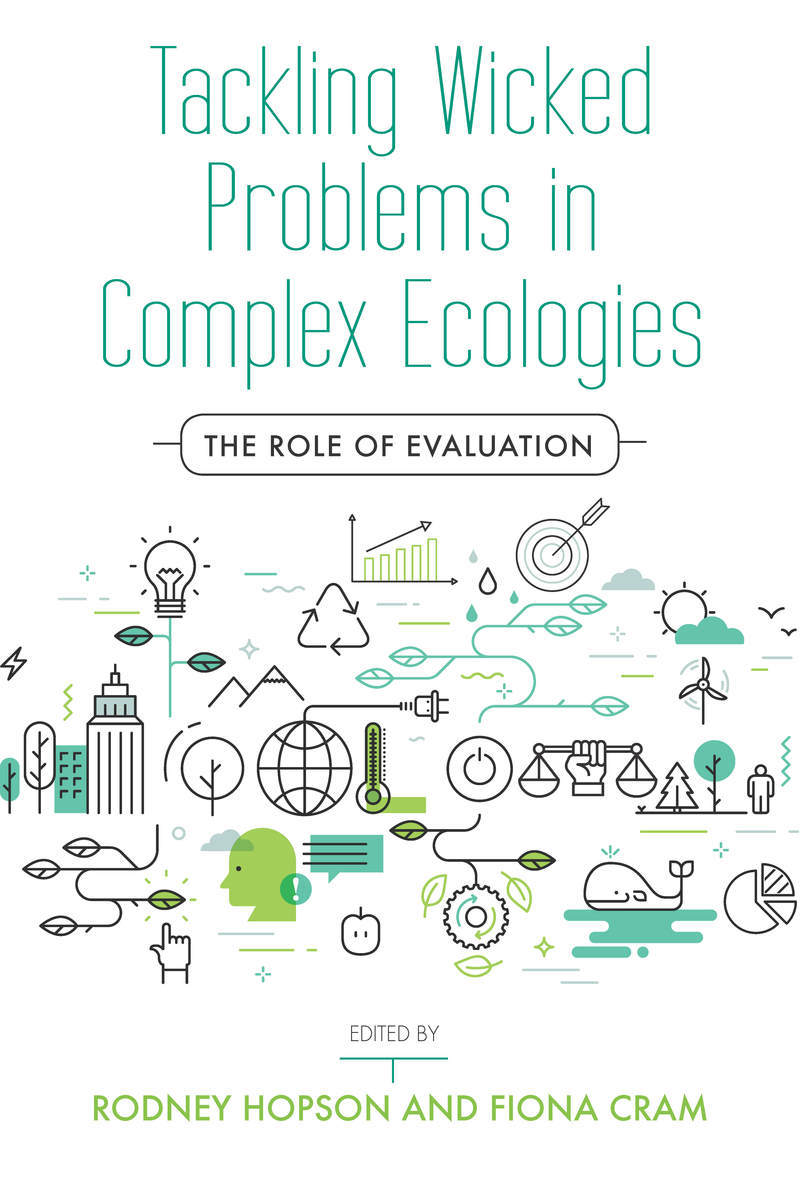 Tackling Wicked
Problems in
Complex Ecologies
THE ROLE OF EVALUATION
!
EDITED BY
RODNEY HOPSON AND FIONA CRAM